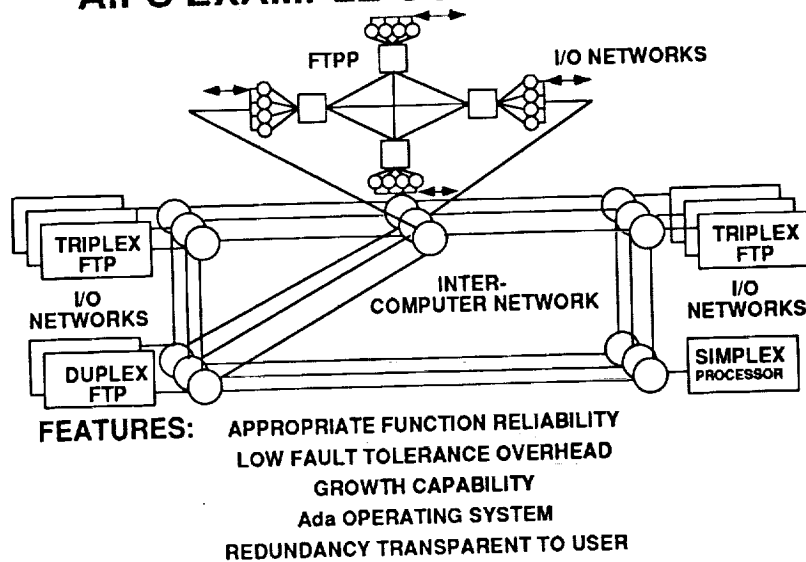 FTPP
I/O NETWORKS
TRIPLEX
FTP
TRIPLEX
FTP
I/O
NETWORKS
INTER-
COMPUTER NETWORK
I/O
NETWORKS
DUPLEX
FTP
SIMPLEX
PROCESSOR
FEATURES:
APPROPRIATE FUNCTION RELIABILITY
LOW FAULT TOLERANCE OVERHEAD
GROWTH CAPABILITY
Ada OPERATING SYSTEM
REDUNDANCY TRANSPARENT TO USER